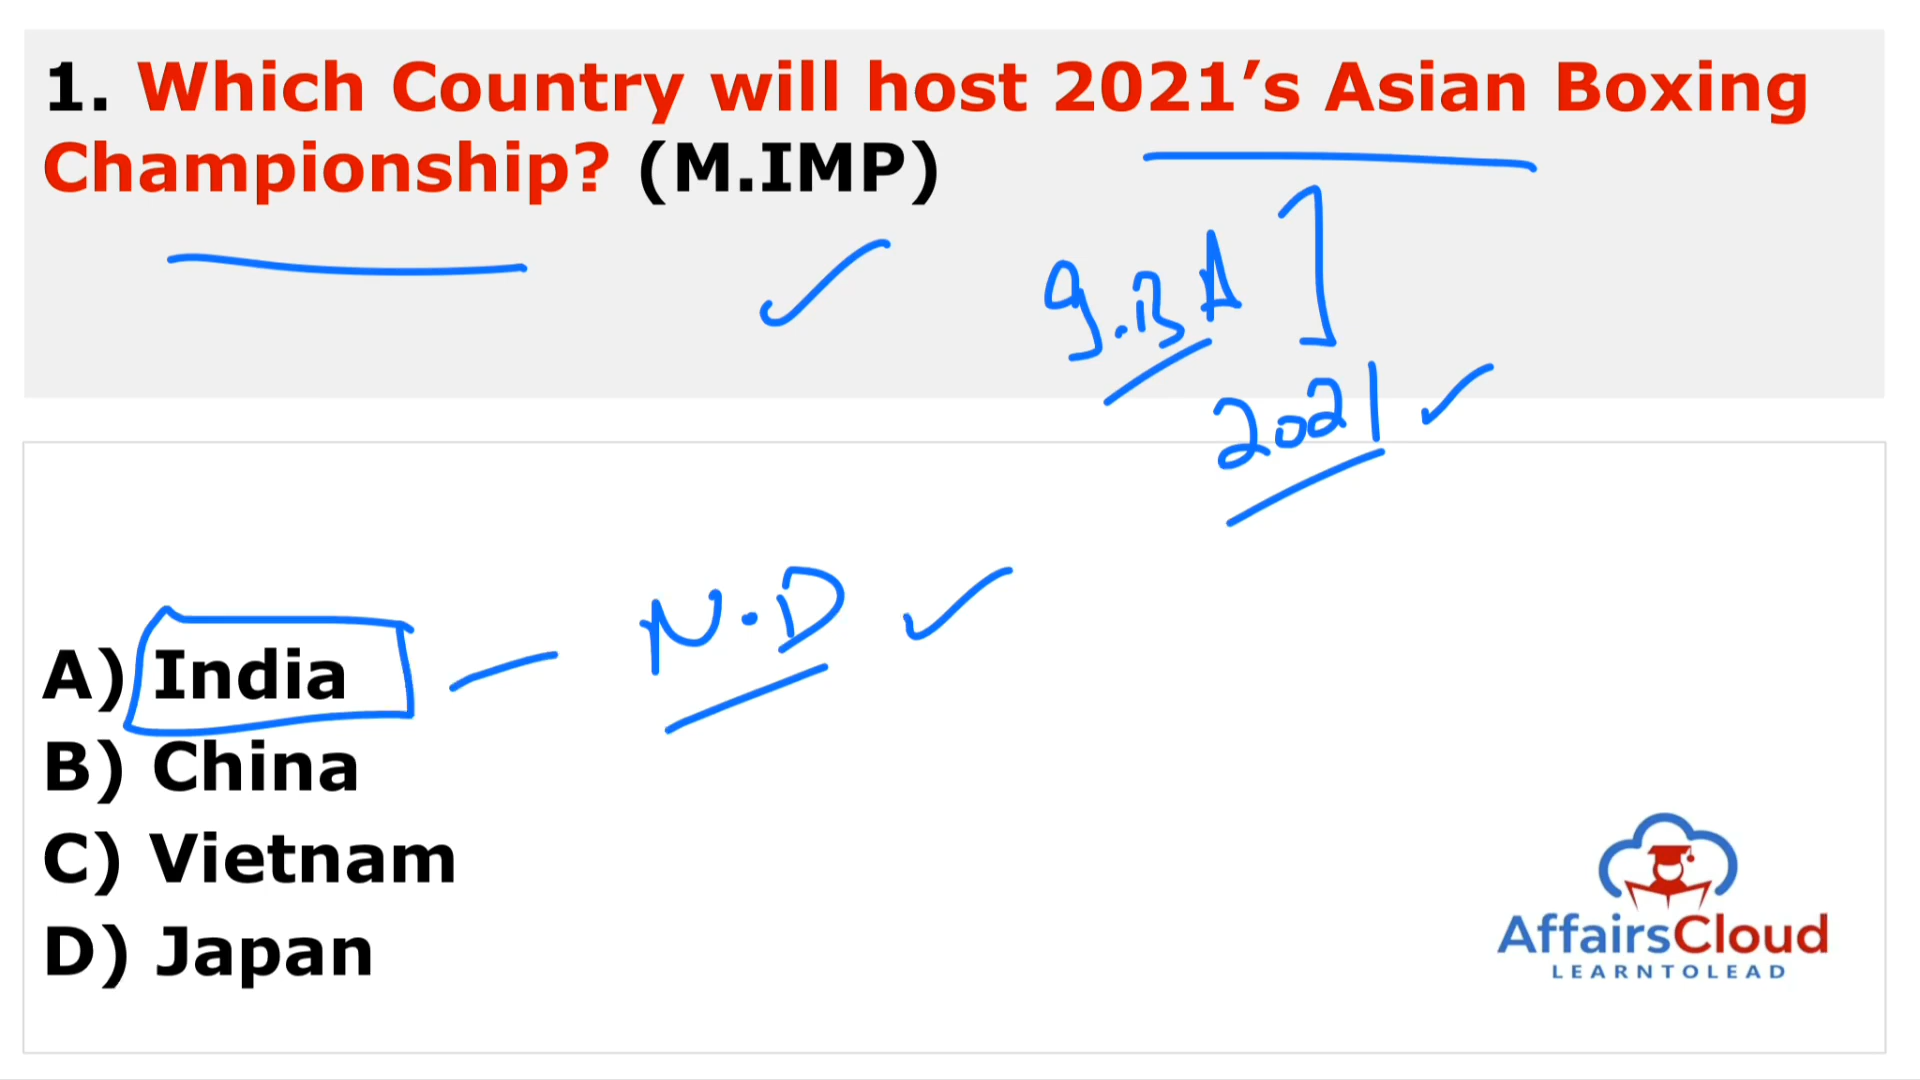 1. Which Country will host 2021’s Asian Boxing
Championship? (M.IMP)
2021
A) India
N.D
B) China
C) Vietnam
D) Japan
AffairsCloud
LEARNTOLEAD